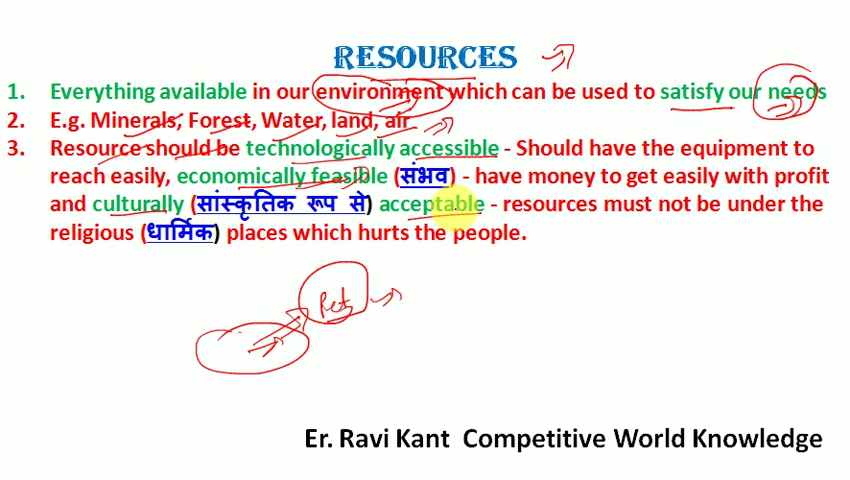 RESOURCES
1. Everything available in our environment which can be used to satisfy our needs
2. E.g. Minerals, Forest, Water, land, air
3. Resource should be technologically accessible - Should have the equipment to
reach easily, economically feasible (संभव) - have money to get easily with profit
and culturally (सांस्कृतिक रूप से) acceptable - resources must not be under the
religious (धार्मिक) places which hurts the people.
Er. Ravi Kant Competitive World Knowledge